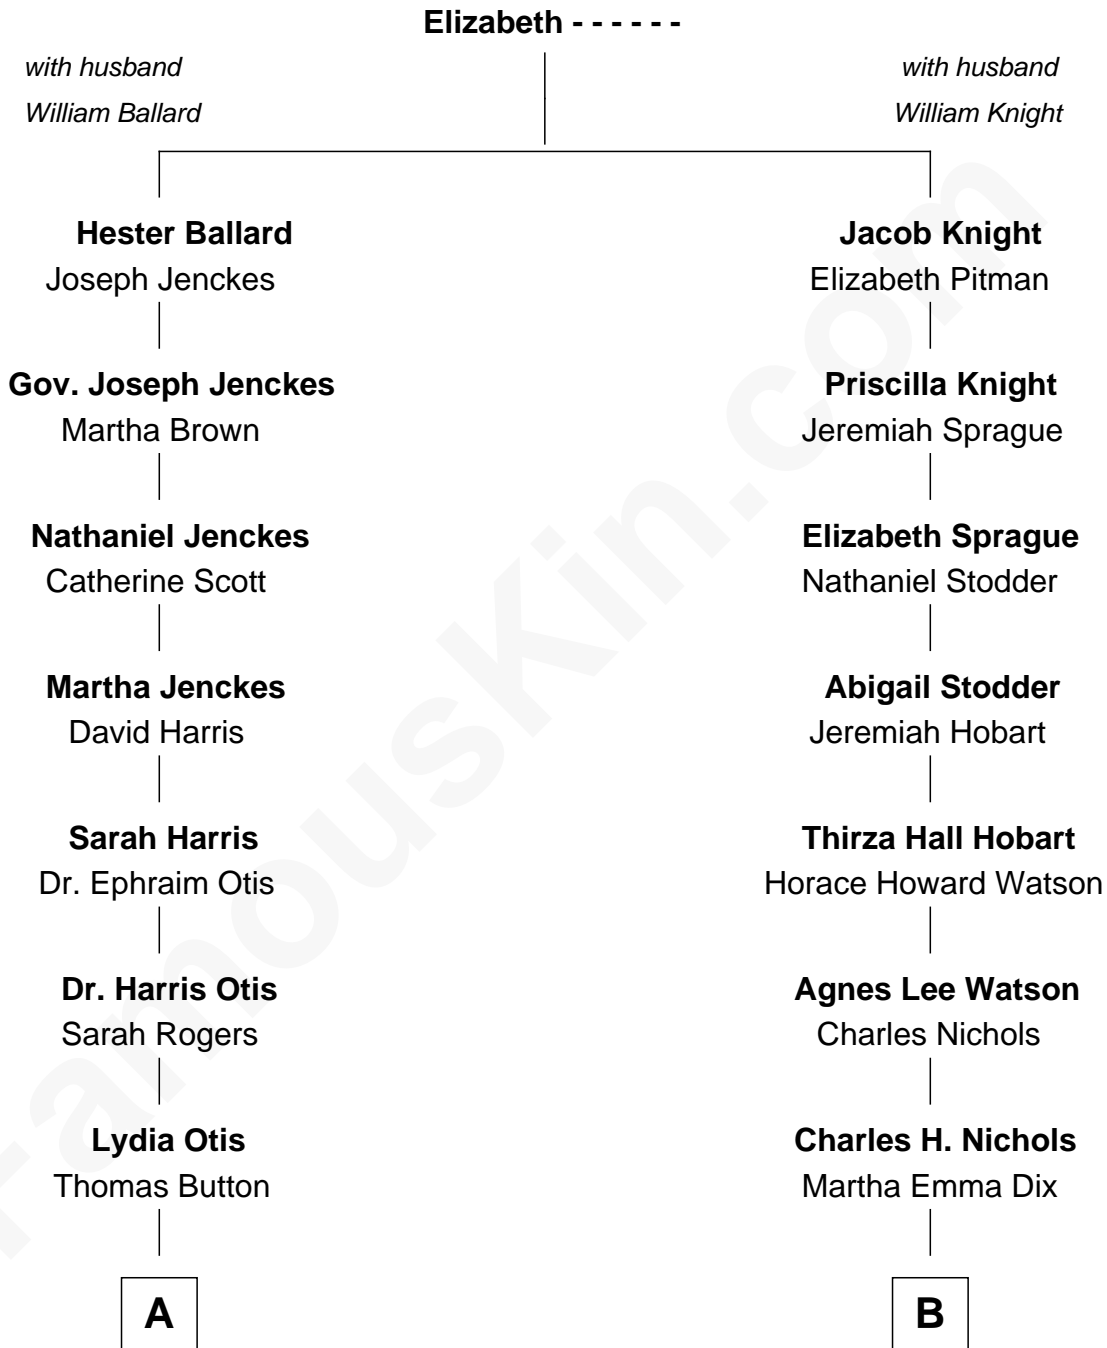 Elizabeth - - - - - -
with husband
William Ballard
with husband
William Knight
Hester Ballard
Joseph Jenckes
Jacob Knight
Elizabeth Pitman
Gov. Joseph Jenckes
Martha Brown
Priscilla Knight
Jeremiah Sprague
Nathaniel Jenckes
Catherine Scott
Elizabeth Sprague
Nathaniel Stodder
Martha Jenckes
David Harris
Abigail Stodder
Jeremiah Hobart
Sarah Harris
Dr. Ephraim Otis
Thirza Hall Hobart
Horace Howard Watson
Dr. Harris Otis
Sarah Rogers
Agnes Lee Watson
Charles Nichols
Lydia Otis
Thomas Button
Charles H. Nichols
Martha Emma Dix
A
B
FamousKin.com